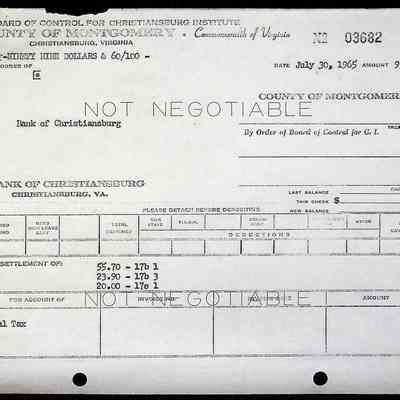 OARD OF CONTROL FOR CHRISTIANSBURG INSTITUTE
OUNTY OF MONTGOMERY • Commonwealth of Virginia No 03682
CHRISTIANSBURG, VIRGINIA
Y-NINETY NINE DOLLARS & 60/100 -
ORDER OF DATE July 30, 1965 AMOUNT 9
NOT NEGOTIABLE
COUNTY OF MONTGOMER
Bank of Christiansburg
By Order of Board of Control for C. I.
ANK OF CHRISTIANSBURG
CHRISTIANSBURG, VA.
LAST BALANCE
THIS CHECK $
NEW BALANCE
PLEASE DETACH BEFORE DEPOSITING
TOTAL
DEDUCTIONS
SETTLEMENT OF:
55.70 - 17b 1
23.90 - 17b 3
20.00 - 17e 1
FOR ACCOUNT OF AMOUNT
NOT NEGOTIABLE
al Tax